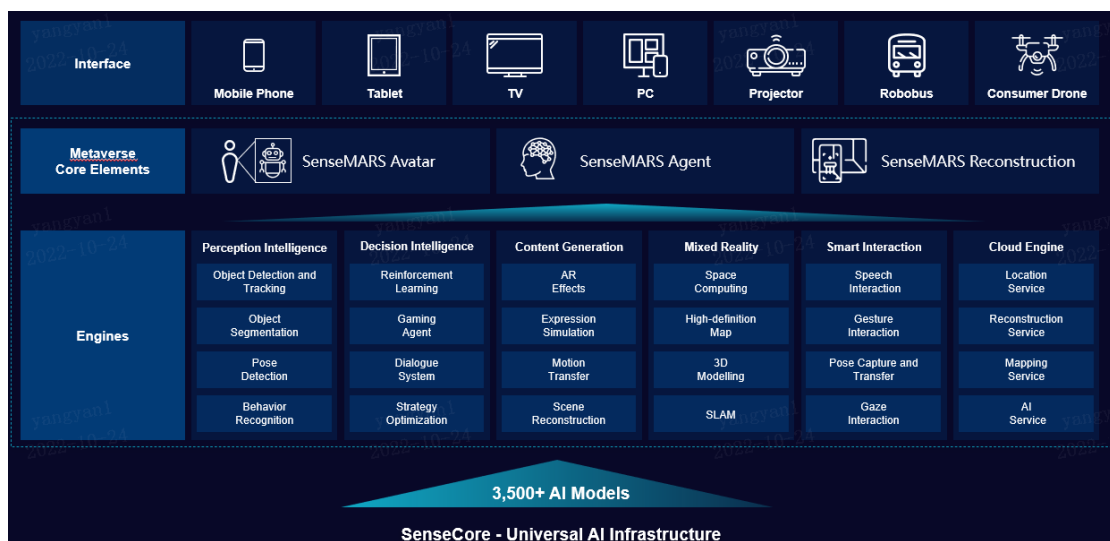 Interface
Mobile Phone
Tablet
TV
PC
Projector
Robobus
Consumer Drone
Metaverse
Core Elements
SenseMARS Avatar
SenseMARS Agent
SenseMARS Reconstruction
Engines
Perception Intelligence
Object Detection and
Tracking
Object
Segmentation
Pose
Detection
Behavior
Recognition
Decision Intelligence
Reinforcement
Learning
Gaming
Agent
Dialogue
System
Strategy
Optimization
Content Generation
AR
Effects
Expression
Simulation
Motion
Transfer
Scene
Reconstruction
Mixed Reality
Space
Computing
High-definition
Map
3D
Modelling
SLAM
Smart Interaction
Speech
Interaction
Gesture
Interaction
Pose Capture and
Transfer
Gaze
Interaction
Cloud Engine
Location
Service
Reconstruction
Service
Mapping
Service
AI
Service
3,500+ AI Models
SenseCore - Universal AI Infrastructure
yangyan1
2022-10-24